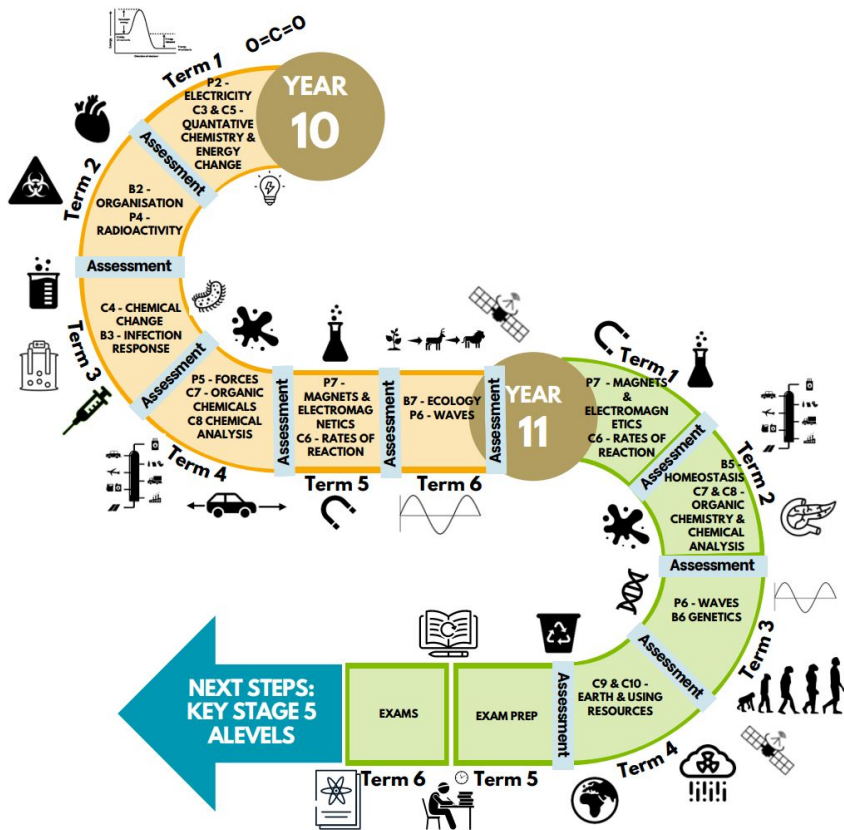 O=C=O
YEAR
10
Term 1
P2 -
ELECTRICITY
C3 & C5 -
QUANTATIVE
CHEMISTRY &
ENERGY
CHANGE
Assessment
Term 2
B2 -
ORGANISATION
P4 -
RADIOACTIVITY
Assessment
Term 3
C4 - CHEMICAL
CHANGE
B3 - INFECTION
RESPONSE
Assessment
Term 4
P5 - FORCES
C7 - ORGANIC
CHEMICALS
C8 CHEMICAL
ANALYSIS
Assessment
Term 5
P7 -
MAGNETS &
ELECTROMAG
NETICS
C6 - RATES OF
REACTION
Assessment
Term 6
B7 - ECOLOGY
P6 - WAVES
Assessment
YEAR
11
Term 1
P7 - MAGNETS
&
ELECTROMAGN
ETICS
C6 - RATES OF
REACTION
Assessment
Term 2
B5 -
HOMEOSTASIS
C7 & C8 -
ORGANIC
CHEMISTRY &
CHEMICAL
ANALYSIS
Assessment
Term 3
P6 - WAVES
B6 GENETICS
Assessment
Term 4
C9 & C10 -
EARTH & USING
RESOURCES
Assessment
Term 5
EXAM PREP
Term 6
EXAMS
NEXT STEPS:
KEY STAGE 5
ALEVELS